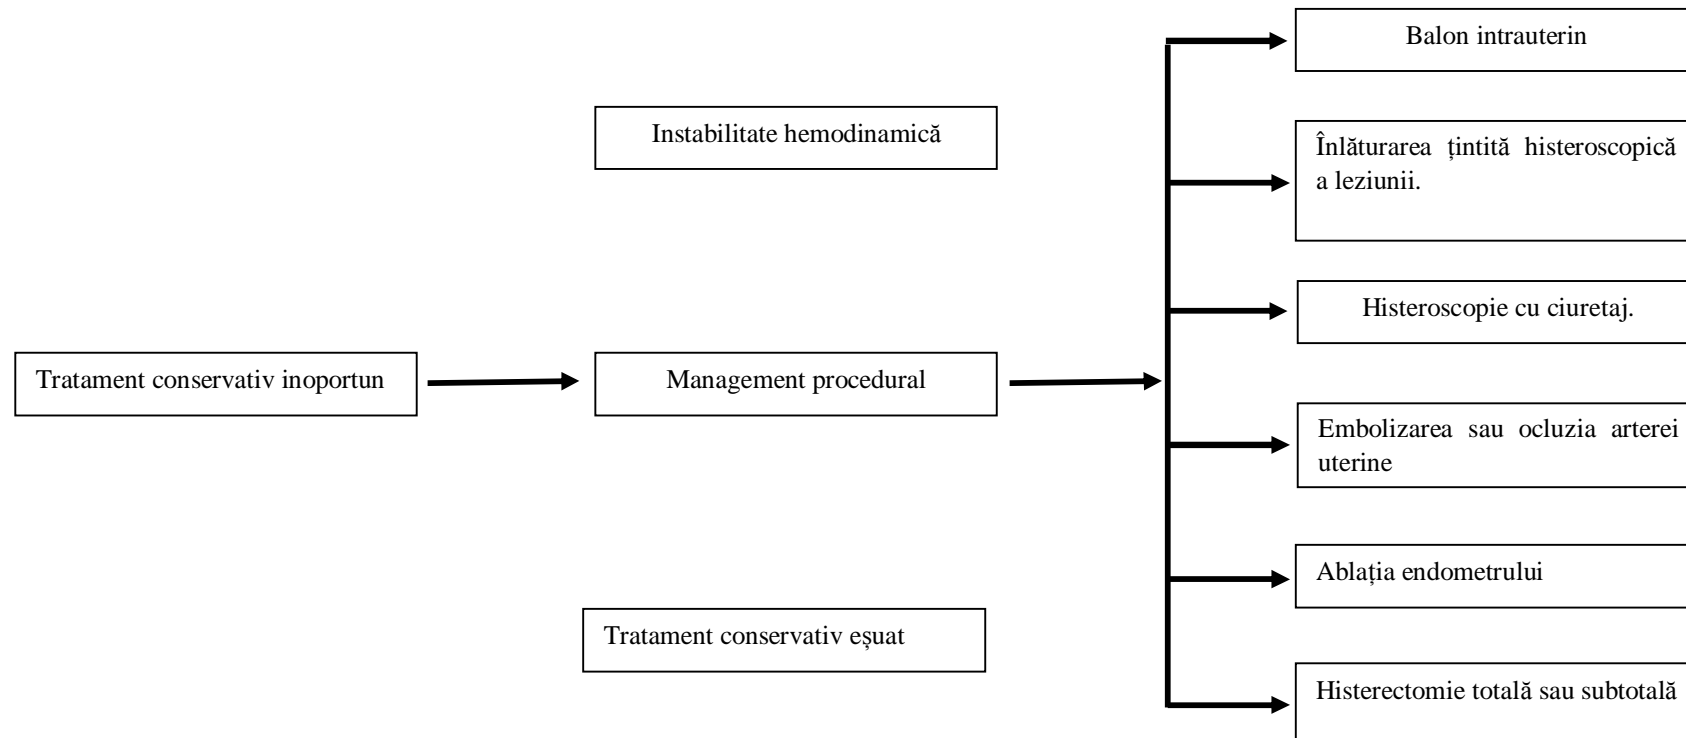 Balon intrauterin
Instabilitate hemodinamică
Înlăturarea țintită histeroscopică
a leziunii.
Histeroscopie cu ciuretaj.
Tratament conservativ inoportun
Management procedural
Embolizarea sau ocluzia arterei
uterine
Ablația endometrului
Tratament conservativ eșuat
Histerectomie totală sau subtotală